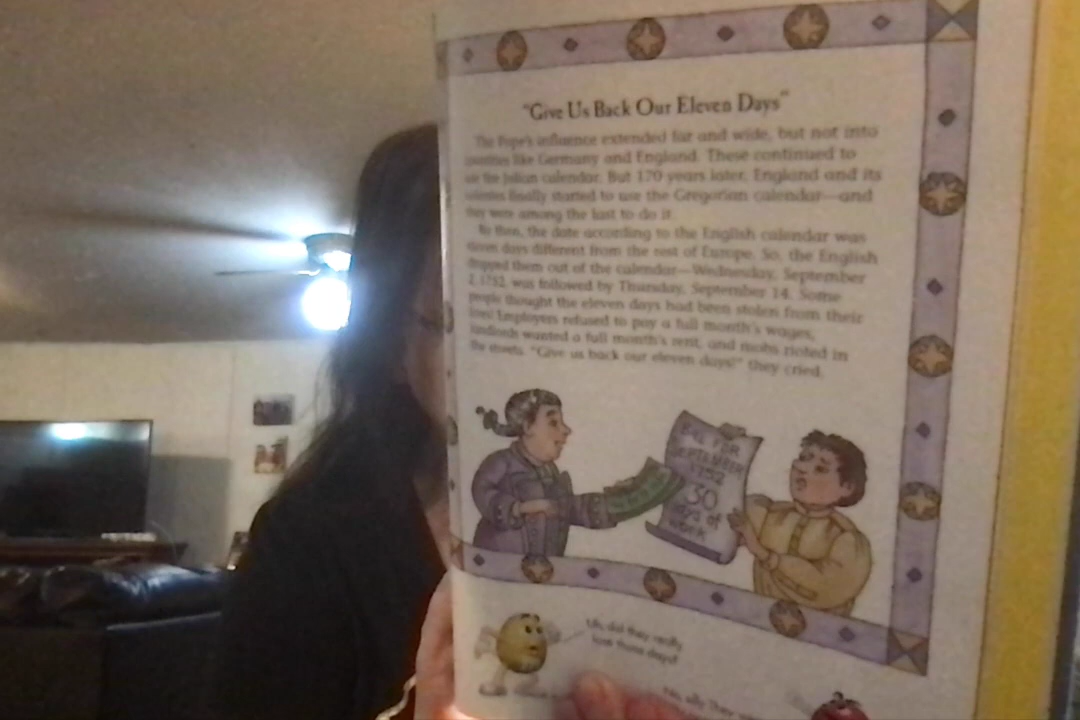 "Give Us Back Our Eleven Days"
The Pope's influence extended far and wide, but not into
countries like Germany and England. These continued to
use the Julian calendar. But 170 years later, England and its
colonies finally started to use the Gregorian calendar—and
they were among the last to do it.
By then, the date according to the English calendar was
eleven days different from the rest of Europe. So, the English
dropped them out of the calendar—Wednesday, September
2, 1752, was followed by Thursday, September 14. Some
people thought the eleven days had been stolen from their
lives! Employers refused to pay a full month's wages,
landlords wanted a full month's rent, and mobs rioted in
the streets. "Give us back our eleven days!" they cried.
FOR
SEPTEMBER
1752
30
days of
work
did they really
lose those days?
No, silly. They